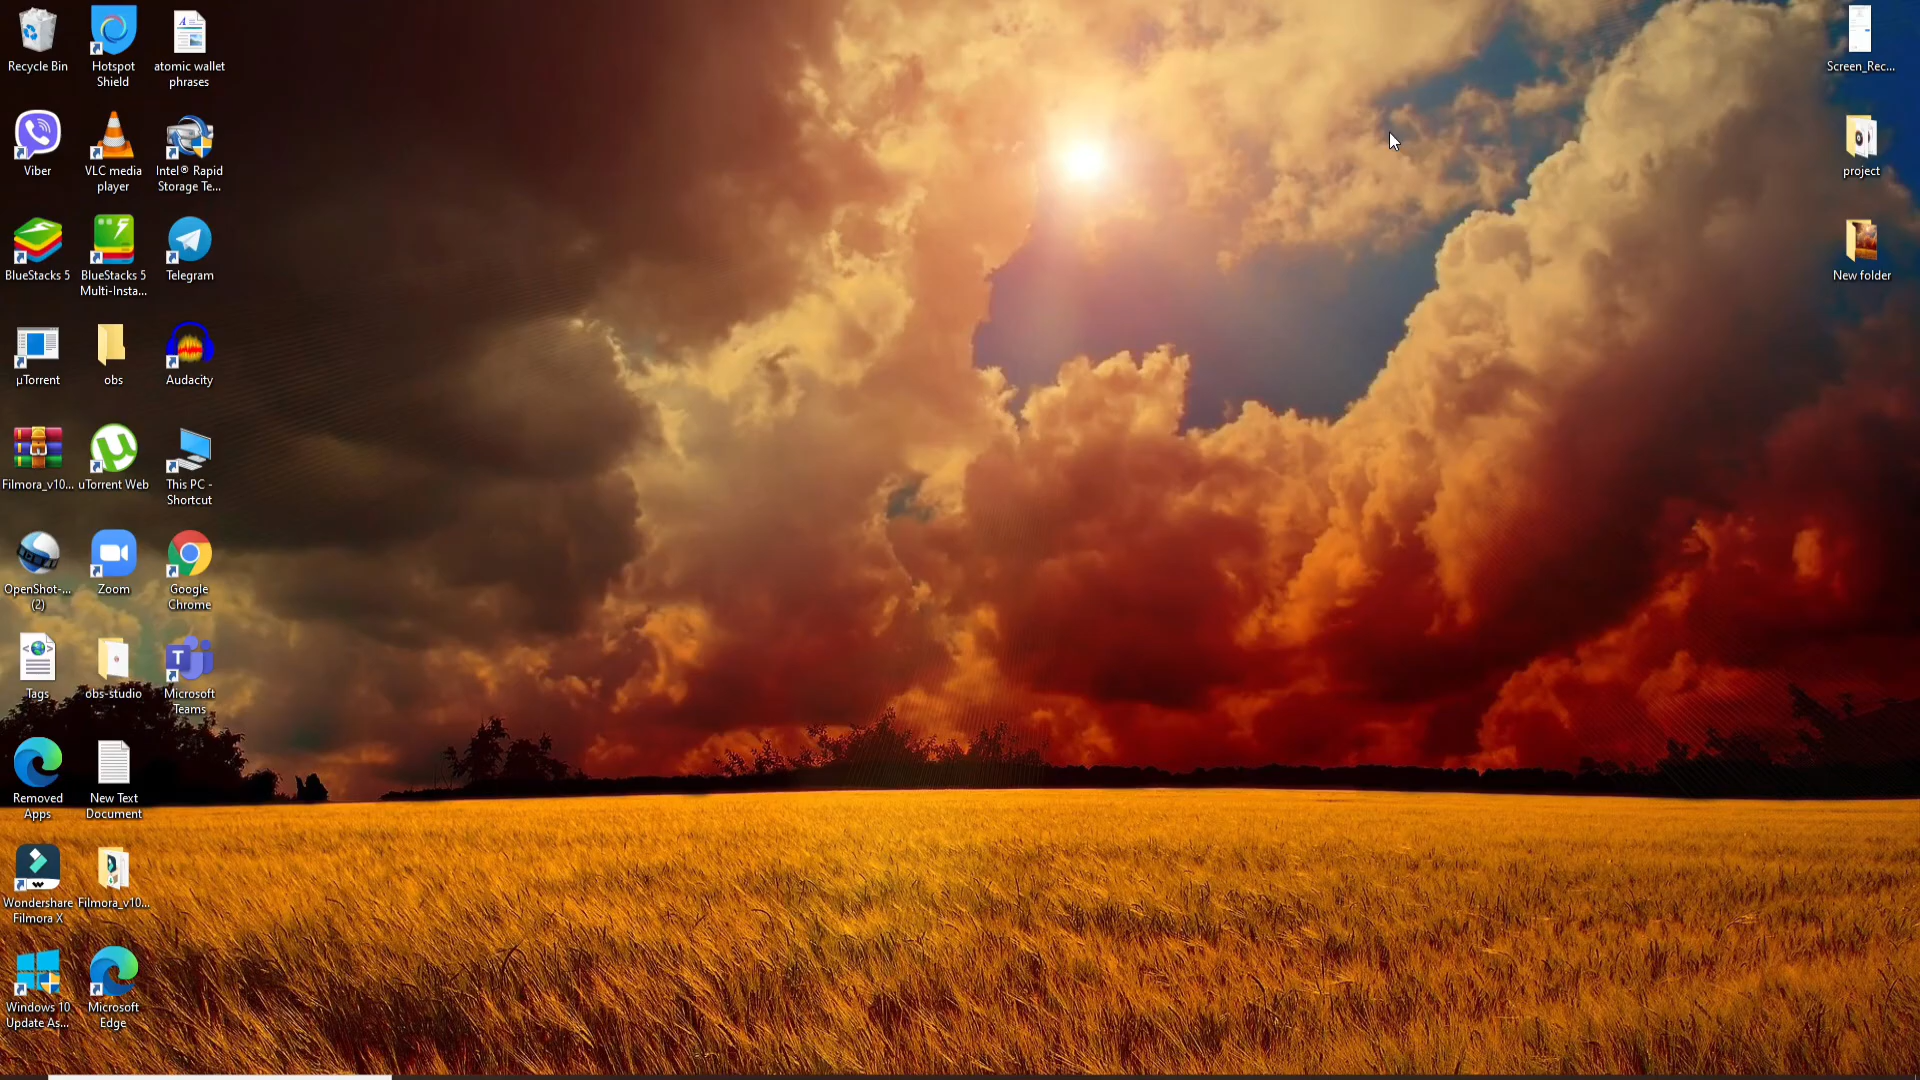 Recycle Bin
Hotspot
Shield
atomic wallet
phrases
Viber
VLC media
player
Intel® Rapid
Storage Te...
BlueStacks 5
BlueStacks 5
Multi-Insta...
Telegram
µTorrent
obs
Audacity
Filmora_v10...
uTorrent Web
This PC -
Shortcut
OpenShot-...
(2)
Zoom
Google
Chrome
Tags
obs-studio
Microsoft
Teams
Removed
Apps
New Text
Document
Wondershare
Filmora X
Filmora_v10...
Windows 10
Update As...
Microsoft
Edge
Screen_Rec...
project
New folder